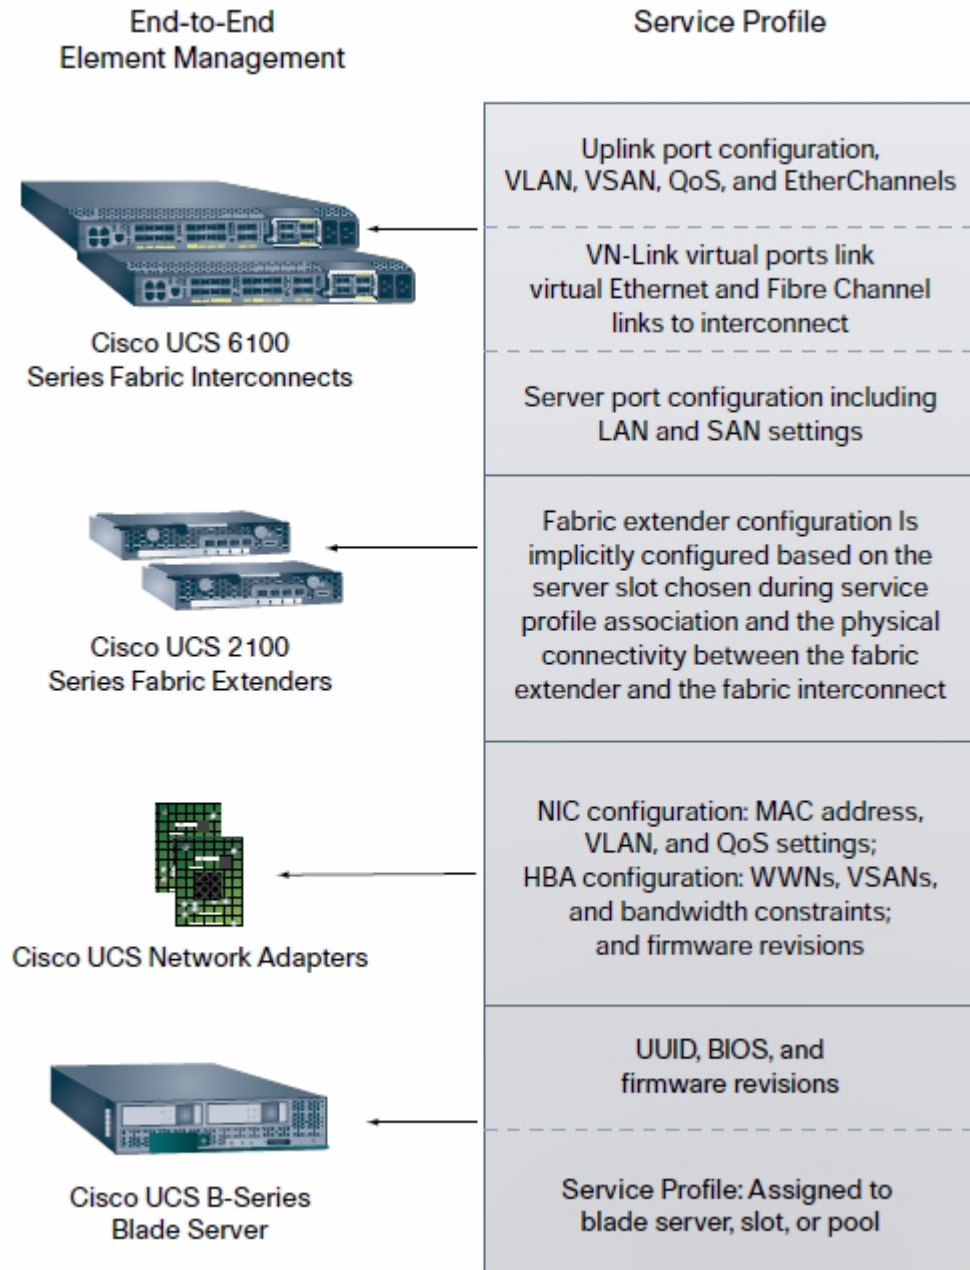 End-to-End
Element Management
Service Profile
Uplink port configuration,
VLAN, VSAN, QoS, and EtherChannels
VN-Link virtual ports link
virtual Ethernet and Fibre Channel
links to interconnect
Cisco UCS 6100
Series Fabric Interconnects
Server port configuration including
LAN and SAN settings
Fabric extender configuration Is
implicitly configured based on the
server slot chosen during service
profile association and the physical
connectivity between the fabric
extender and the fabric interconnect
Cisco UCS 2100
Series Fabric Extenders
NIC configuration: MAC address,
VLAN, and QoS settings;
HBA configuration: WWNs, VSANs,
and bandwidth constraints;
and firmware revisions
Cisco UCS Network Adapters
UUID, BIOS, and
firmware revisions
Service Profile: Assigned to
blade server, slot, or pool
Cisco UCS B-Series
Blade Server